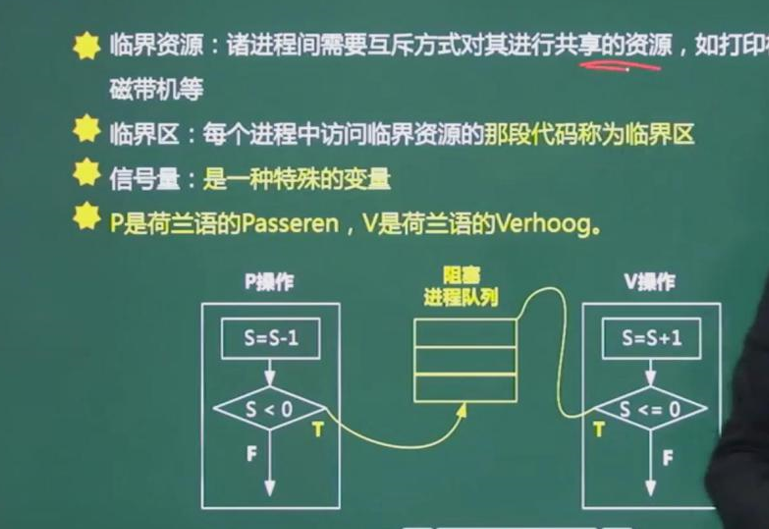 临界资源：诸进程间需要互斥方式对其进行共享的资源，如打印
磁带机等
临界区：每个进程中访问临界资源的那段代码称为临界区
信号量：是一种特殊的变量
P是荷兰语的Passeren，V是荷兰语的Verhoog。
P操作
阻塞
进程队列
V操作
S=S-1
S=S+1
S < 0
S <= 0
T
T
F
F